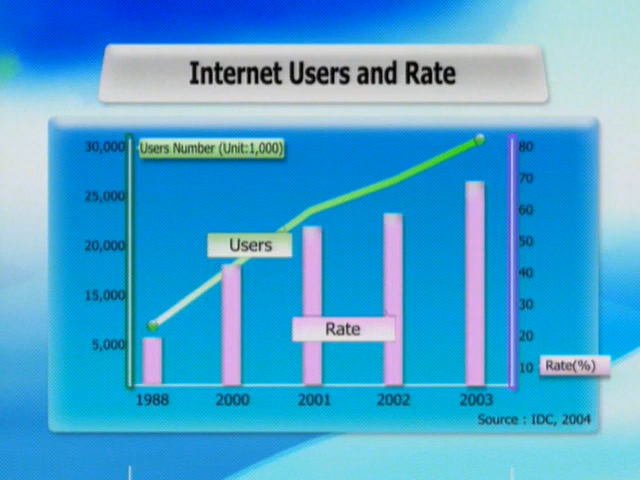 Internet Users and Rate
Users Number (Unit:1,000)
30,000
25,000
20,000
15,000
5,000
80
70
60
50
40
30
20
10
Users
Rate
Rate(%)
1988 2000 2001 2002 2003
Source : IDC, 2004